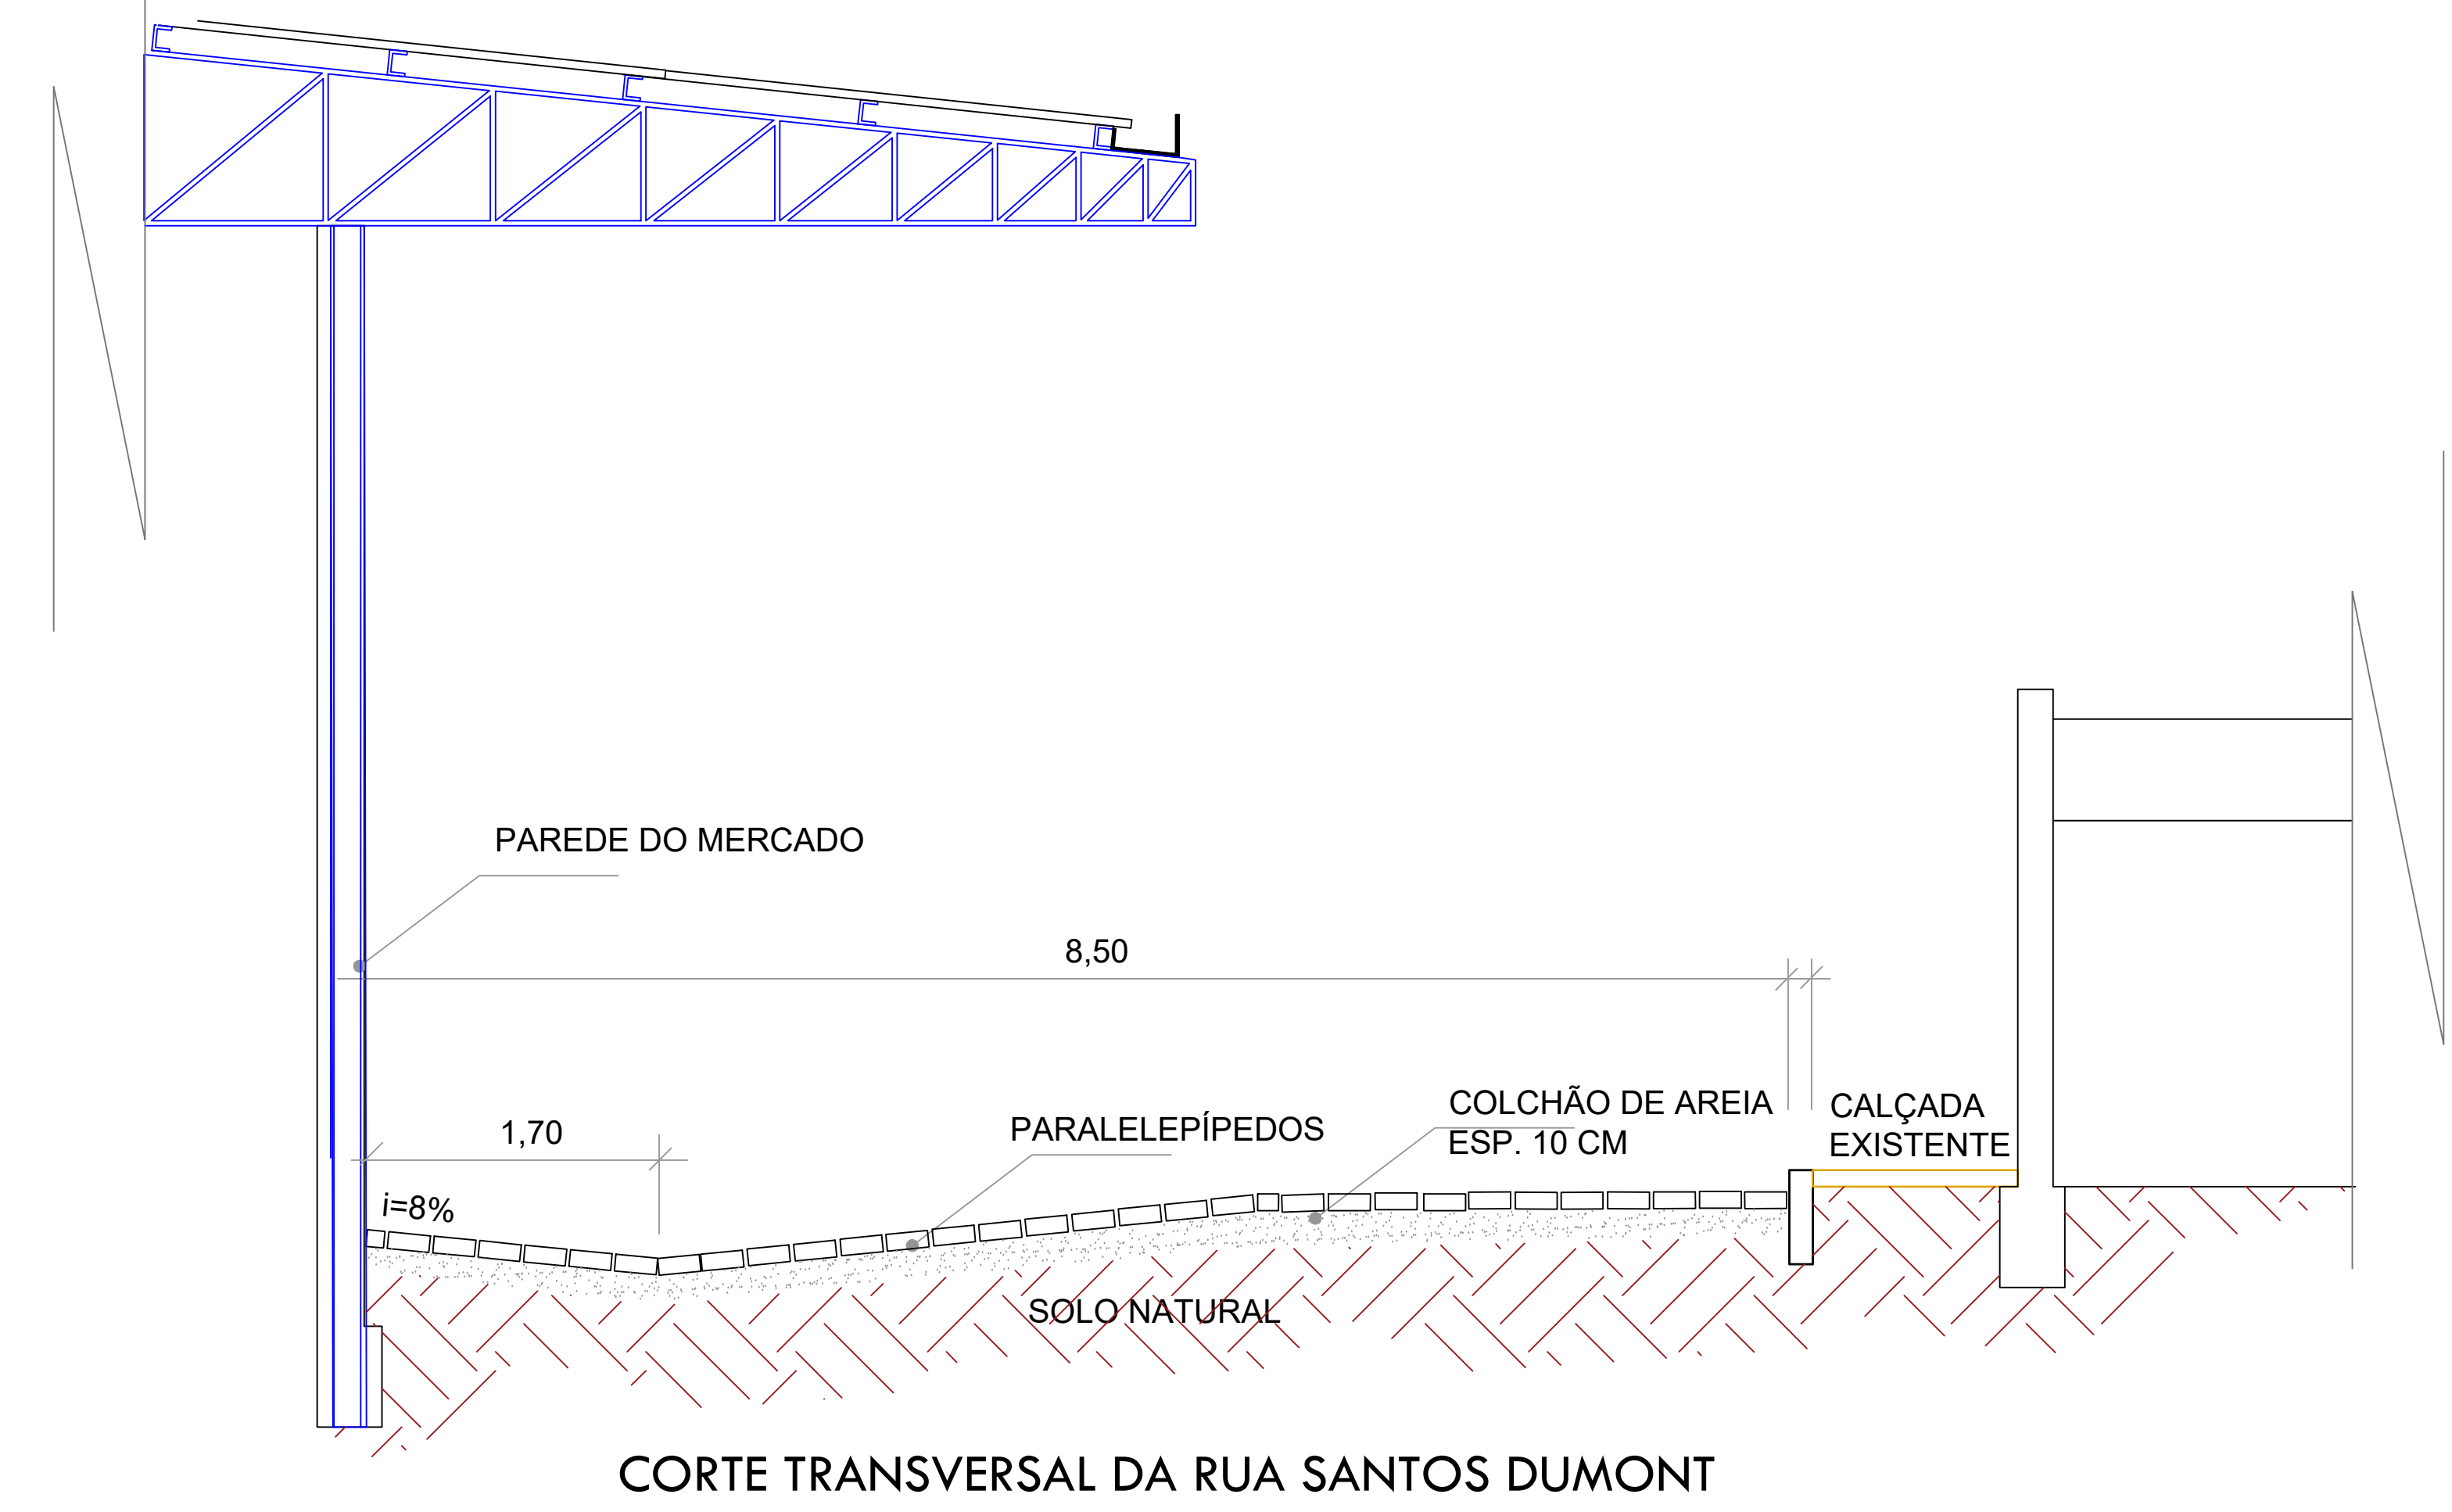 PAREDE DO MERCADO
8,50
1,70
PARALELEPÍPEDOS
COLCHÃO DE AREIA
ESP. 10 CM
CALÇADA
EXISTENTE
i=8%
SOLO NATURAL
CORTE TRANSVERSAL DA RUA SANTOS DUMONT